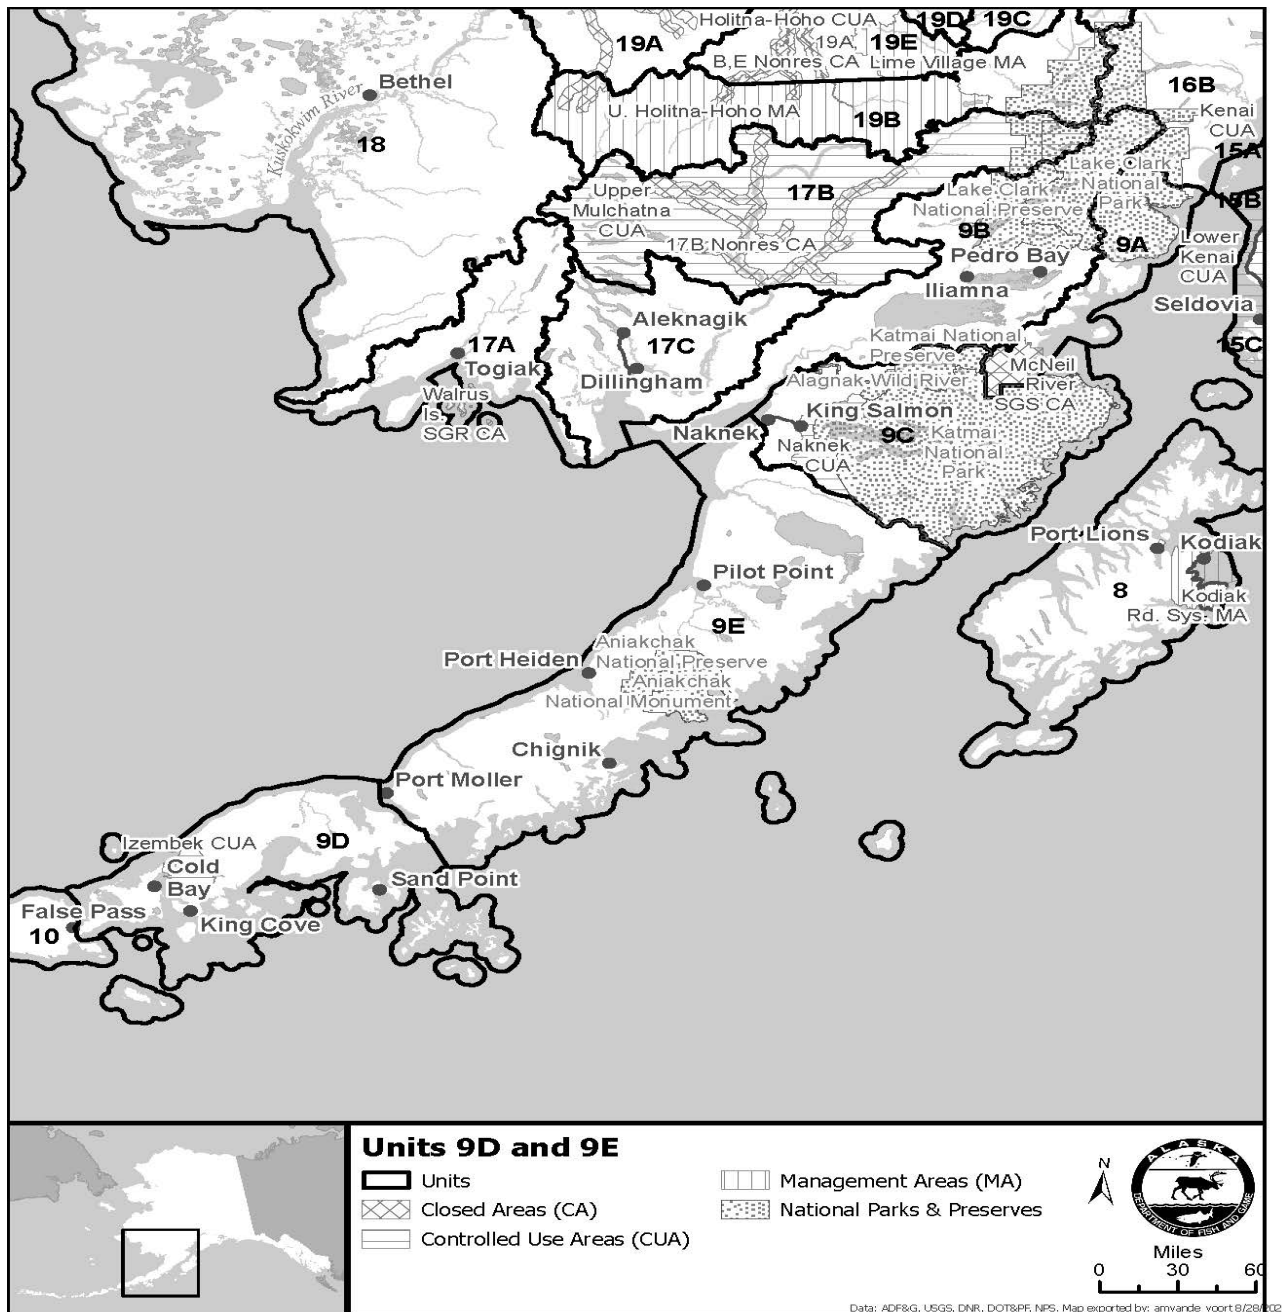 Holitna-Hoho CUA
19D
19C
19A
19A
19E
B,E Nonres CA
Lime Village MA
Bethel
16B
Kuskokwim River
U. Holitna-Hoho MA
19B
Kenai
CUA
18
15A
Lake Clark
National
Park
Upper
Mulchatna
CUA
17B
Lake Clark
National Preserve
15B
9B
9A
17B Nonres CA
Lower
Kenai
CUA
Pedro Bay
Iliamna
Seldovia
Aleknagik
17C
Katmai National
Preserve
15C
17A
Togiak
McNeil
River
SGS CA
Dillingham
Alagnak Wild River
Walrus
Is.
SGR CA
King Salmon
Naknek
9C
Naknek
CUA
Katmai
National
Park
Port Lions
Kodiak
Pilot Point
8
Kodiak
Rd. Sys. MA
9E
Aniakchak
National Preserve
Port Heiden
Aniakchak
National Monument
Chignik
Port Moller
Izembek CUA
9D
Cold
Bay
Sand Point
False Pass
King Cove
10
Units 9D and 9E
Units
Closed Areas (CA)
Controlled Use Areas (CUA)
Management Areas (MA)
National Parks & Preserves
N
ALASKA
DEPARTMENT OF FISH AND GAME
Miles
0 30 60
Data: ADF&G, USGS, DNR, DOT&PF, NPS. Map exported by: amvande voort